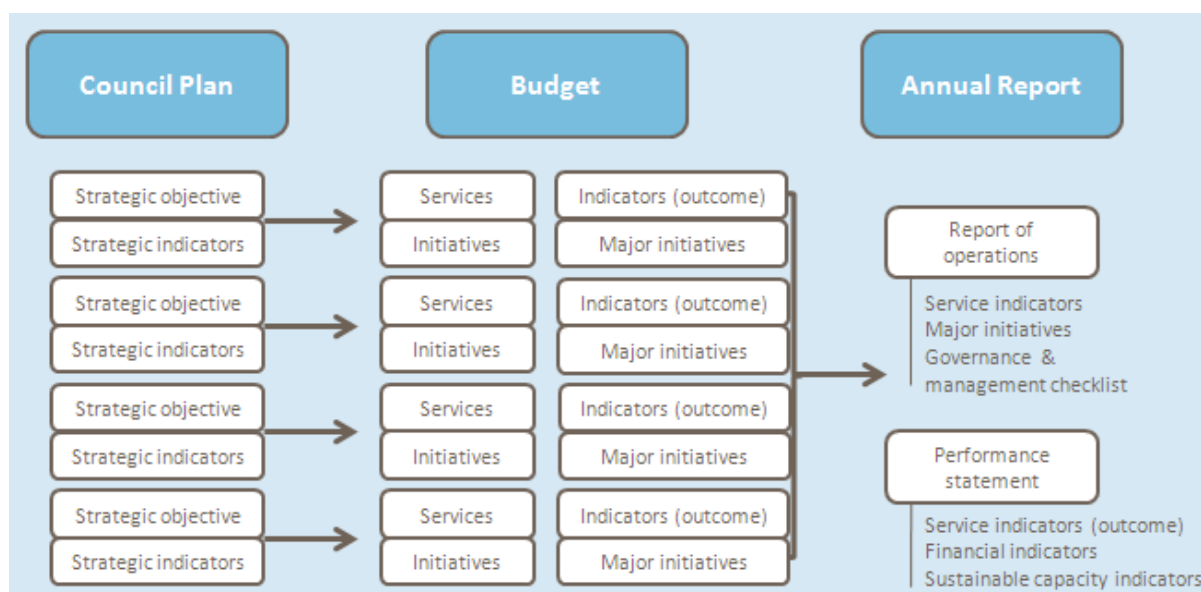 Council Plan
Budget
Annual Report
Strategic objective
Strategic indicators
Strategic objective
Strategic indicators
Strategic objective
Strategic indicators
Strategic objective
Strategic indicators
Services
Initiatives
Services
Initiatives
Services
Initiatives
Services
Initiatives
Indicators (outcome)
Major initiatives
Indicators (outcome)
Major initiatives
Indicators (outcome)
Major initiatives
Indicators (outcome)
Major initiatives
Report of
operations
Service indicators
Major initiatives
Governance &
management checklist
Performance
statement
Service indicators (outcome)
Financial indicators
Sustainable capacity indicators